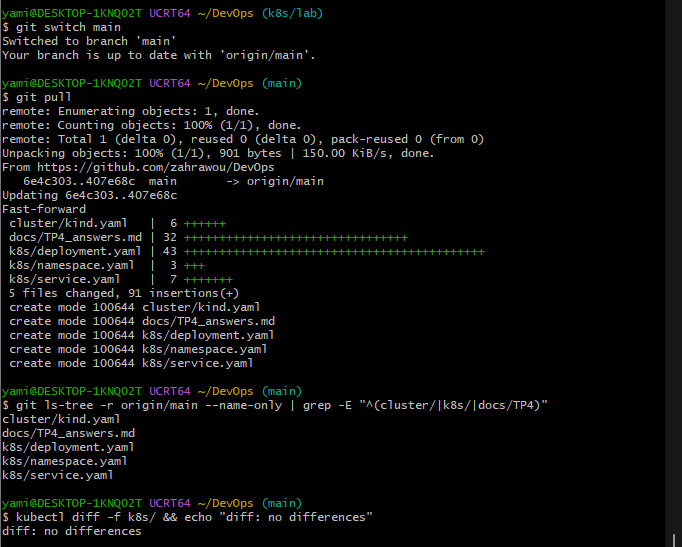 yami@DESKTOP-1KNQO2T UCRT64 ~/DevOps (k8s/lab)
$ git switch main
Switched to branch 'main'
Your branch is up to date with 'origin/main'.
yami@DESKTOP-1KNQO2T UCRT64 ~/DevOps (main)
$ git pull
remote: Enumerating objects: 1, done.
remote: Counting objects: 100% (1/1), done.
remote: Total 1 (delta 0), reused 0 (delta 0), pack-reused 0 (from 0)
Unpacking objects: 100% (1/1), 901 bytes | 150.00 KiB/s, done.
From https://github.com/zahrawou/DevOps
   6e4c303..407e68c  main       -> origin/main
Updating 6e4c303..407e68c
Fast-forward
 cluster/kind.yaml   |  6 ++++++
 docs/TP4_answers.md | 32 ++++++++++++++++++++++++++++++++
 k8s/deployment.yaml | 43 +++++++++++++++++++++++++++++++++++++++++++
 k8s/namespace.yaml  |  3 +++
 k8s/service.yaml    |  7 +++++++
 5 files changed, 91 insertions(+)
 create mode 100644 cluster/kind.yaml
 create mode 100644 docs/TP4_answers.md
 create mode 100644 k8s/deployment.yaml
 create mode 100644 k8s/namespace.yaml
 create mode 100644 k8s/service.yaml
yami@DESKTOP-1KNQO2T UCRT64 ~/DevOps (main)
$ git ls-tree -r origin/main --name-only | grep -E "^(cluster/|k8s/|docs/TP4)"
cluster/kind.yaml
docs/TP4_answers.md
k8s/deployment.yaml
k8s/namespace.yaml
k8s/service.yaml
yami@DESKTOP-1KNQO2T UCRT64 ~/DevOps (main)
$ kubectl diff -f k8s/ && echo "diff: no differences"
diff: no differences